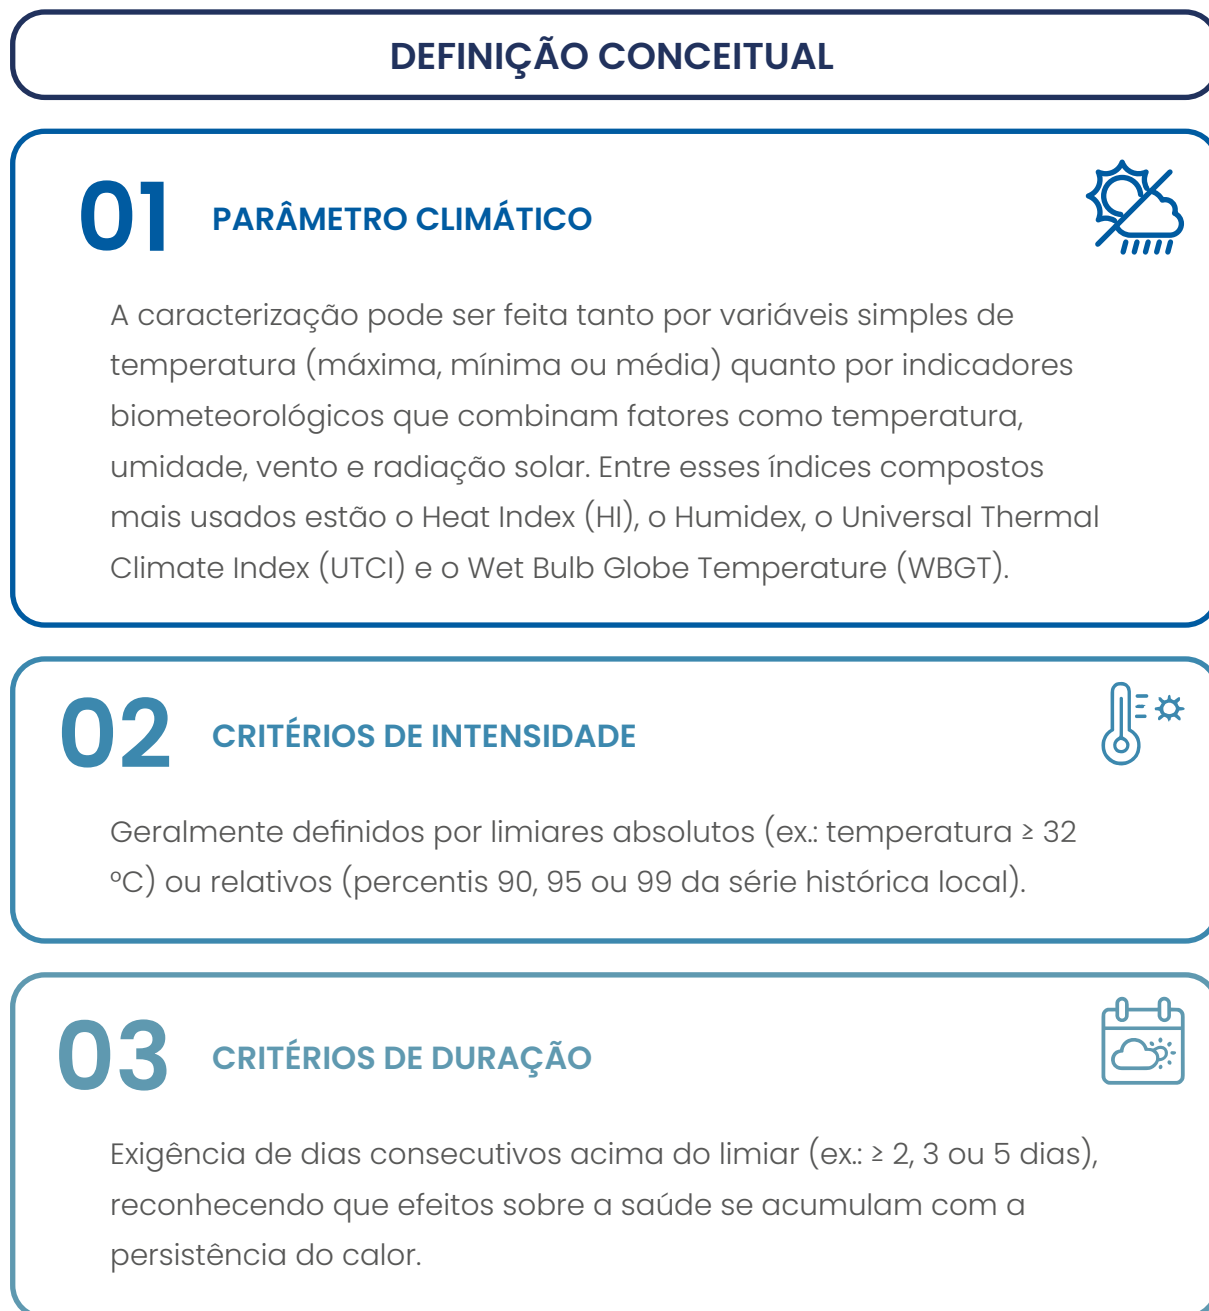 DEFINIÇÃO CONCEITUAL
01 PARÂMETRO CLIMÁTICO
A caracterização pode ser feita tanto por variáveis simples de
temperatura (máxima, mínima ou média) quanto por indicadores
biometeorológicos que combinam fatores como temperatura,
umidade, vento e radiação solar. Entre esses índices compostos
mais usados estão o Heat Index (HI), o Humidex, o Universal Thermal
Climate Index (UTCI) e o Wet Bulb Globe Temperature (WBGT).
02 CRITÉRIOS DE INTENSIDADE
Geralmente definidos por limiares absolutos (ex.: temperatura ≥ 32
°C) ou relativos (percentis 90, 95 ou 99 da série histórica local).
03 CRITÉRIOS DE DURAÇÃO
Exigência de dias consecutivos acima do limiar (ex.: ≥ 2, 3 ou 5 dias),
reconhecendo que efeitos sobre a saúde se acumulam com a
persistência do calor.